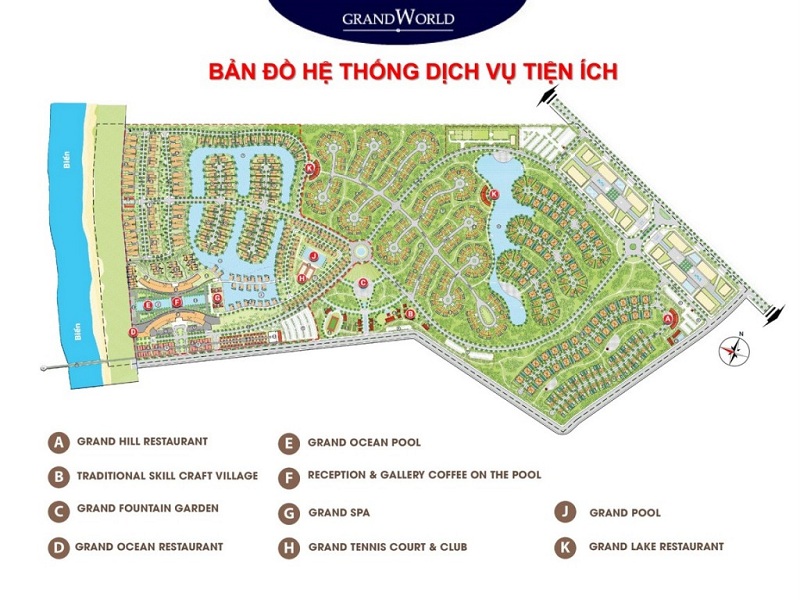 GRANDWORLD
BẢN ĐỒ HỆ THỐNG DỊCH VỤ TIỆN ÍCH
Biển
K
K
J
H
C
E
F
G
B
A
D
Biển
N
A GRAND HILL RESTAURANT
B TRADITIONAL SKILL CRAFT VILLAGE
C GRAND FOUNTAIN GARDEN
D GRAND OCEAN RESTAURANT
E GRAND OCEAN POOL
F RECEPTION & GALLERY COFFEE ON THE POOL
G GRAND SPA
H GRAND TENNIS COURT & CLUB
J GRAND POOL
K GRAND LAKE RESTAURANT